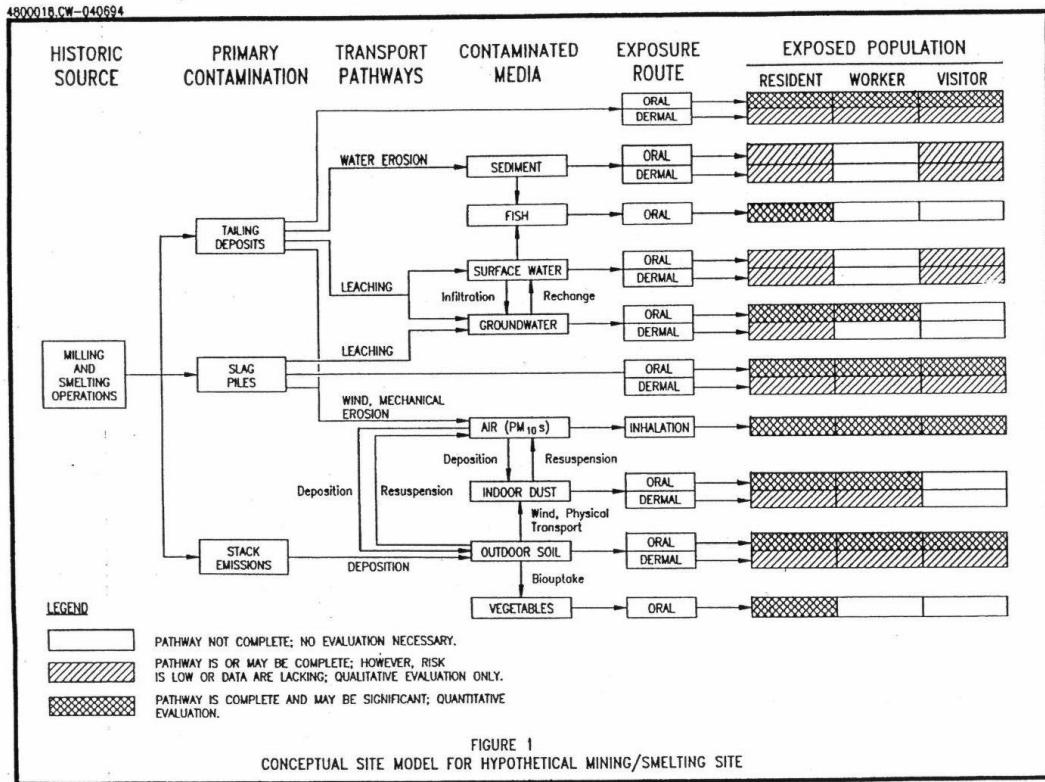 4800018.CW-040694
HISTORIC SOURCE
PRIMARY CONTAMINATION
TRANSPORT PATHWAYS
CONTAMINATED MEDIA
EXPOSURE ROUTE
EXPOSED POPULATION
RESIDENT WORKER VISITOR
ORAL
DERMAL
WATER EROSION
SEDIMENT
ORAL
DERMAL
FISH
ORAL
TAILING
DEPOSITS
LEACHING
SURFACE WATER
ORAL
DERMAL
Infiltration
Rechange
GROUNDWATER
ORAL
DERMAL
MILLING
AND
SMELTING
OPERATIONS
LEACHING
SLAG
PILES
ORAL
DERMAL
WIND, MECHANICAL
EROSION
AIR (PM10s)
INHALATION
Deposition
Resuspension
Deposition
Resuspension
INDOOR DUST
ORAL
DERMAL
Wind, Physical
Transport
STACK
EMISSIONS
DEPOSITION
OUTDOOR SOIL
ORAL
DERMAL
Biouptake
VEGETABLES
ORAL
LEGEND
PATHWAY NOT COMPLETE; NO EVALUATION NECESSARY.
PATHWAY IS OR MAY BE COMPLETE; HOWEVER, RISK
IS LOW OR DATA ARE LACKING; QUALITATIVE EVALUATION ONLY.
PATHWAY IS COMPLETE AND MAY BE SIGNIFICANT; QUANTITATIVE
EVALUATION.
FIGURE 1
CONCEPTUAL SITE MODEL FOR HYPOTHETICAL MINING/SMELTING SITE